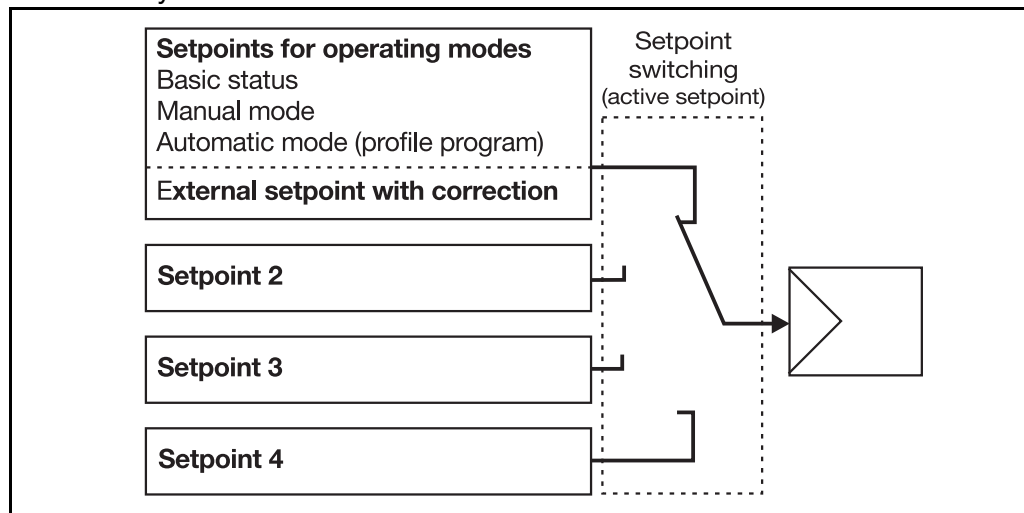 Setpoints for operating modes
Basic status
Manual mode
Automatic mode (profile program)
External setpoint with correction
Setpoint 2
Setpoint 3
Setpoint 4
Setpoint
switching
(active setpoint)